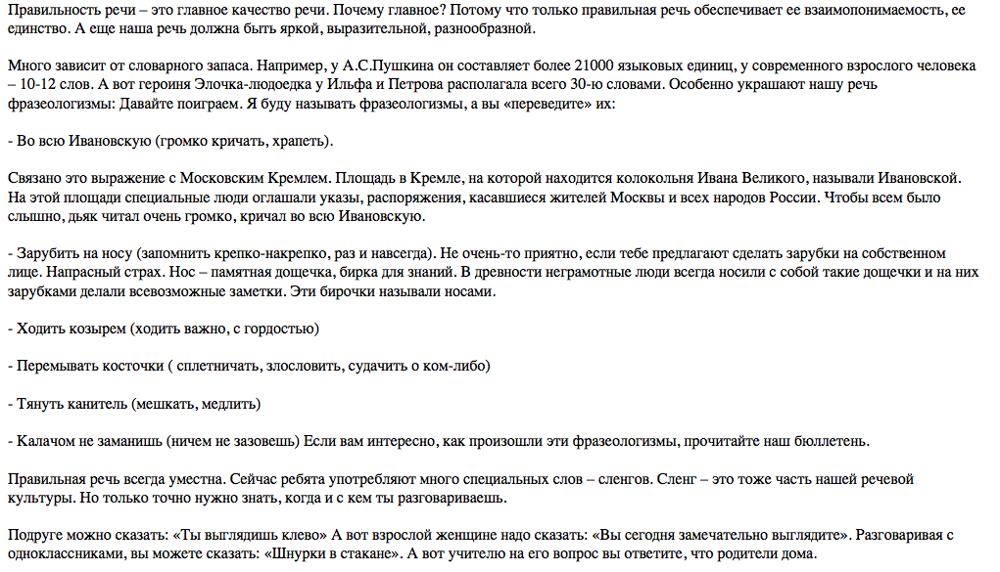 Правильность речи – это главное качество речи. Почему главное? Потому что только правильная речь обеспечивает ее взаимопонимаемость, ее
единство. А еще наша речь должна быть яркой, выразительной, разнообразной.
Много зависит от словарного запаса. Например, у А.С.Пушкина он составляет более 21000 языковых единиц, у современного взрослого человека
– 10-12 слов. А вот героиня Элочка-людоедка у Ильфа и Петрова располагала всего 30-ю словами. Особенно украшают нашу речь
фразеологизмы: Давайте поиграем. Я буду называть фразеологизмы, а вы «переведите» их:
- Во всю Ивановскую (громко кричать, храпеть).
Связано это выражение с Московским Кремлем. Площадь в Кремле, на которой находится колокольня Ивана Великого, называли Ивановской.
На этой площади специальные люди оглашали указы, распоряжения, касавшиеся жителей Москвы и всех народов России. Чтобы всем было
слышно, дьяк читал очень громко, кричал во всю Ивановскую.
- Зарубить на носу (запомнить крепко-накрепко, раз и навсегда). Не очень-то приятно, если тебе предлагают сделать зарубки на собственном
лице. Напрасный страх. Нос – памятная дощечка, бирка для знаний. В древности неграмотные люди всегда носили с собой такие дощечки и на них
зарубками делали всевозможные заметки. Эти бирочки называли носами.
- Ходить козырем (ходить важно, с гордостью)
- Перемывать косточки ( сплетничать, злословить, судачить о ком-либо)
- Тянуть канитель (мешкать, медлить)
- Калачом не заманишь (ничем не зазовешь) Если вам интересно, как произошли эти фразеологизмы, прочитайте наш бюллетень.
Правильная речь всегда уместна. Сейчас ребята употребляют много специальных слов – сленгов. Сленг – это тоже часть нашей речевой
культуры. Но только точно нужно знать, когда и с кем ты разговариваешь.
Подруге можно сказать: «Ты выглядишь клево» А вот взрослой женщине надо сказать: «Вы сегодня замечательно выглядите». Разговаривая с
одноклассниками, вы можете сказать: «Шнурки в стакане». А вот учителю на его вопрос вы ответите, что родители дома.